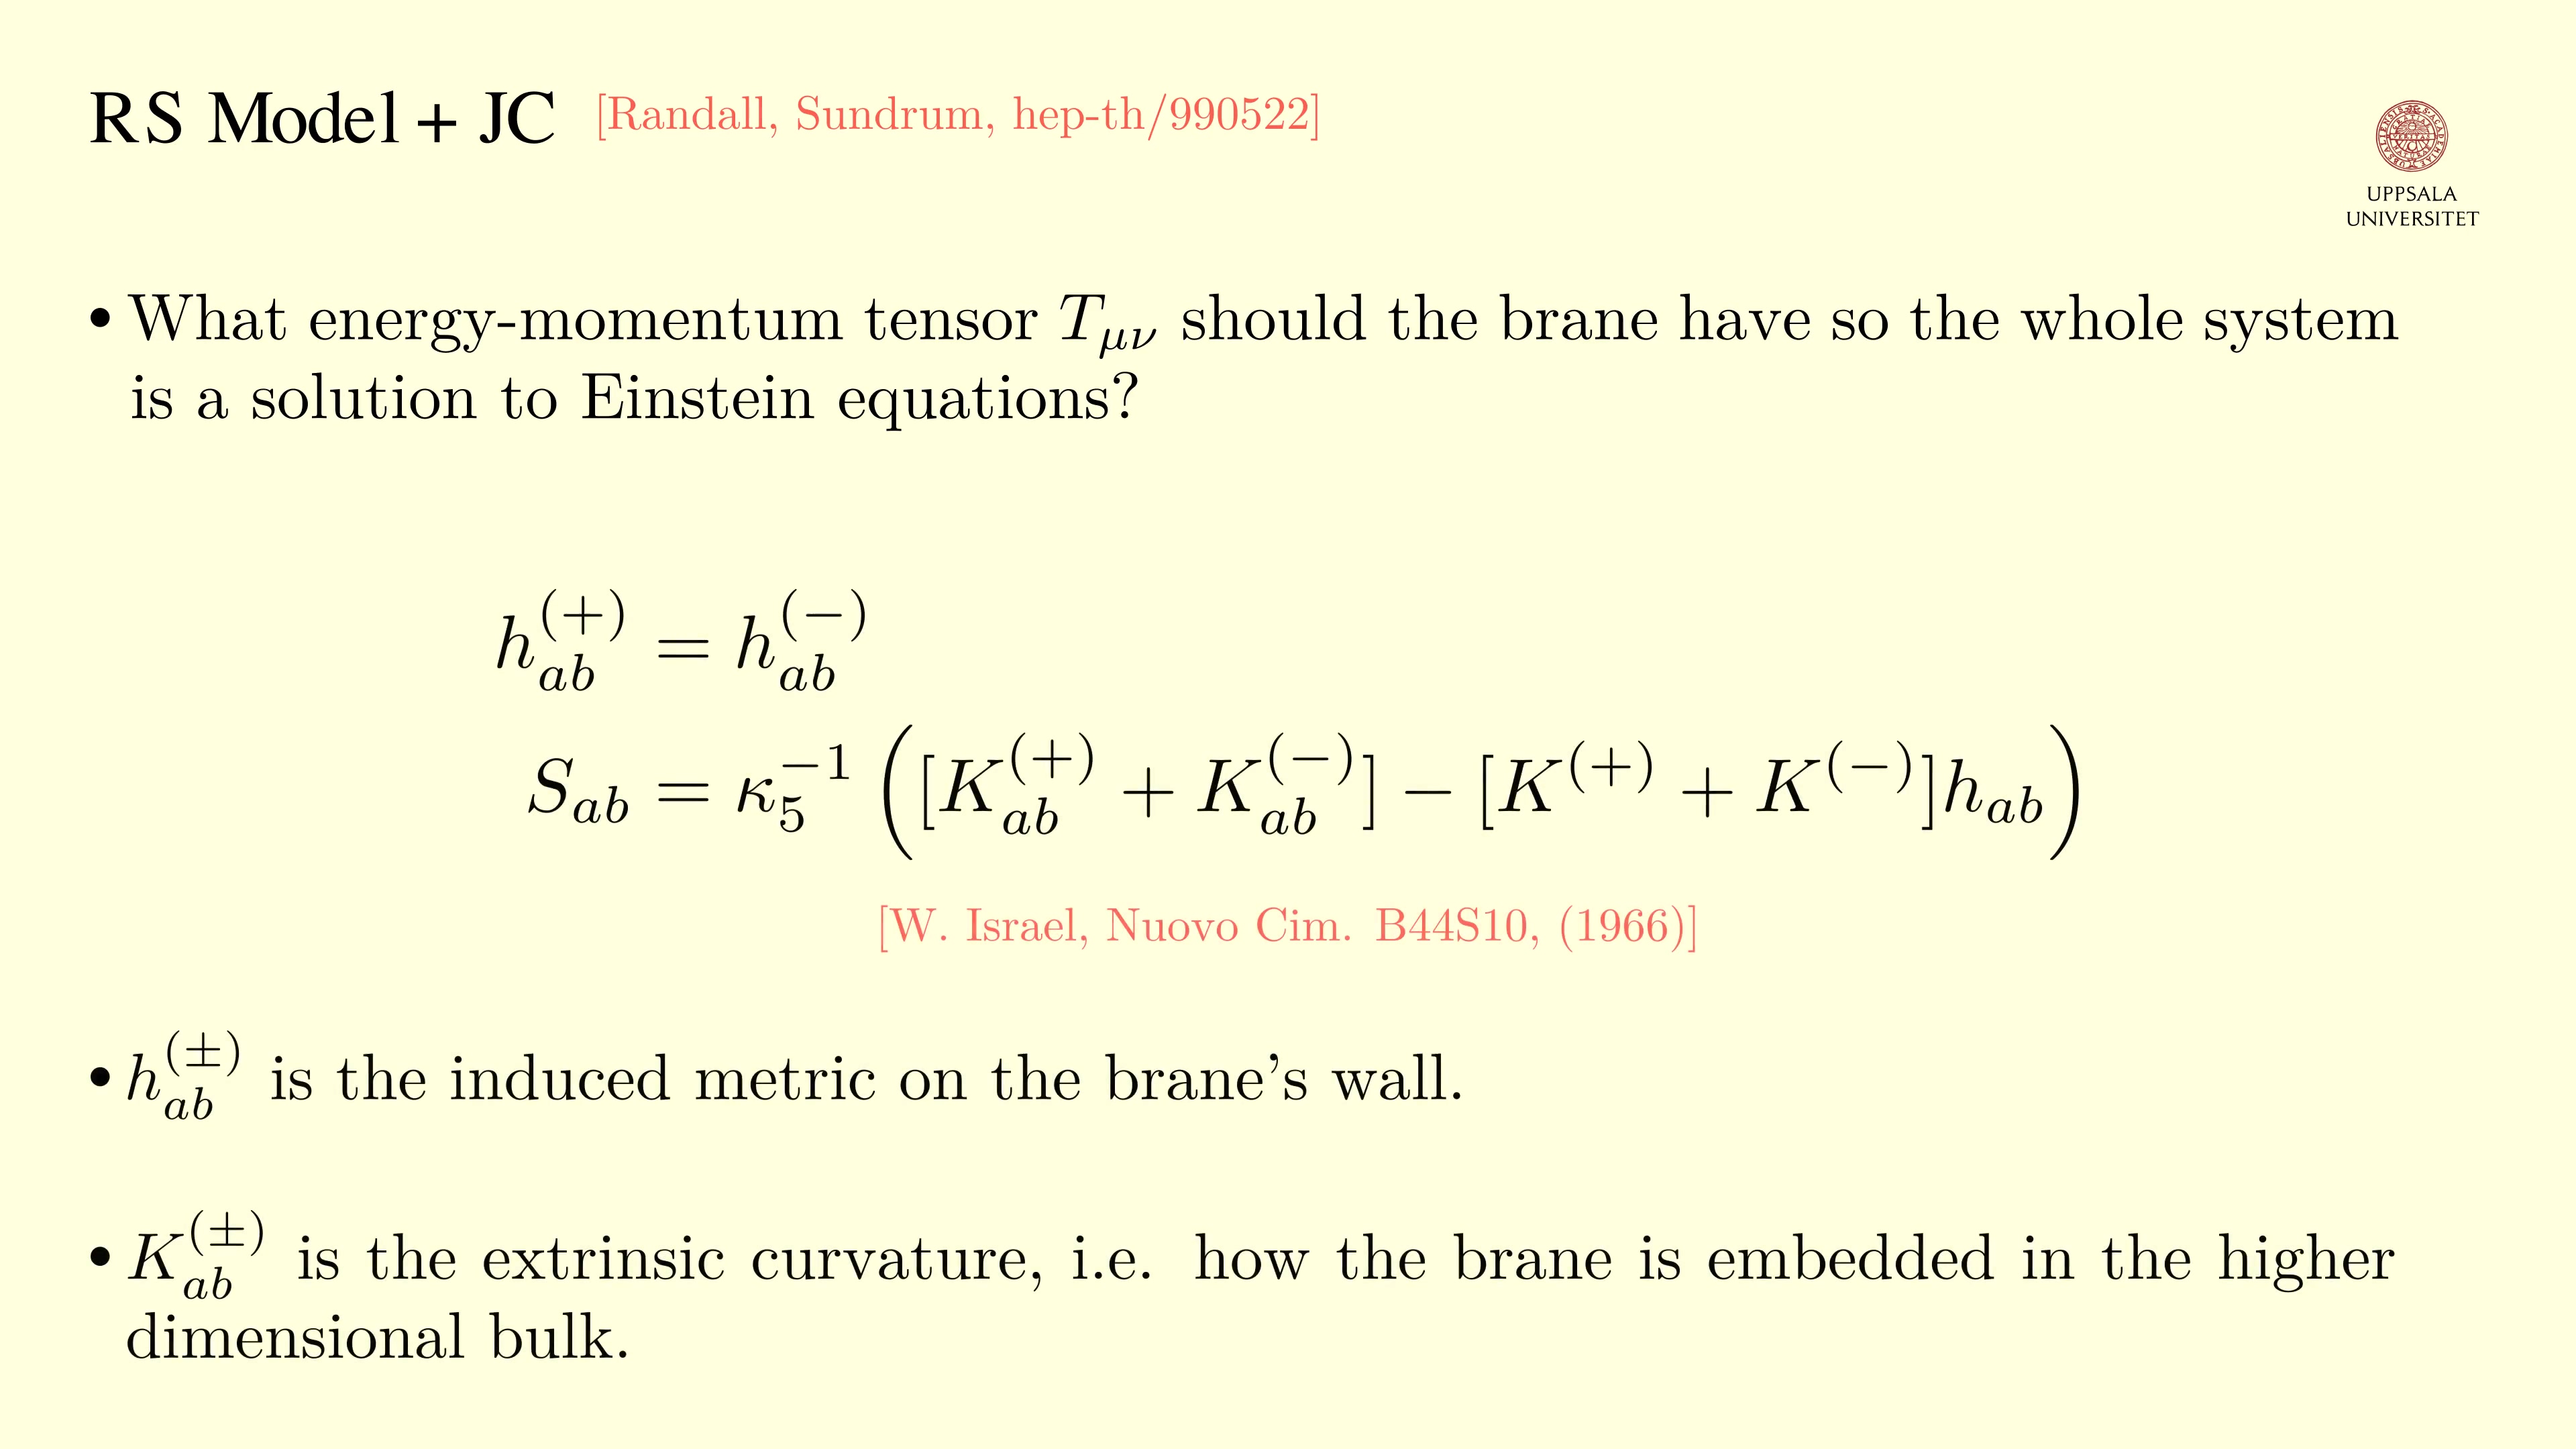 RS Model + JC [Randall, Sundrum, hep-th/990522]
UPPSALA
UNIVERSITET
• What energy-momentum tensor $T_{\mu\nu}$ should the brane have so the whole system
is a solution to Einstein equations?
$h_{ab}^{(+)} = h_{ab}^{(-)}$
$S_{ab} = \kappa_5^{-1} \left( [K_{ab}^{(+)} + K_{ab}^{(-)}] - [K^{(+)} + K^{(-)}] h_{ab} \right)$
[W. Israel, Nuovo Cim. B44S10, (1966)]
• $h_{ab}^{(\pm)}$ is the induced metric on the brane's wall.
• $K_{ab}^{(\pm)}$ is the extrinsic curvature, i.e. how the brane is embedded in the higher
dimensional bulk.